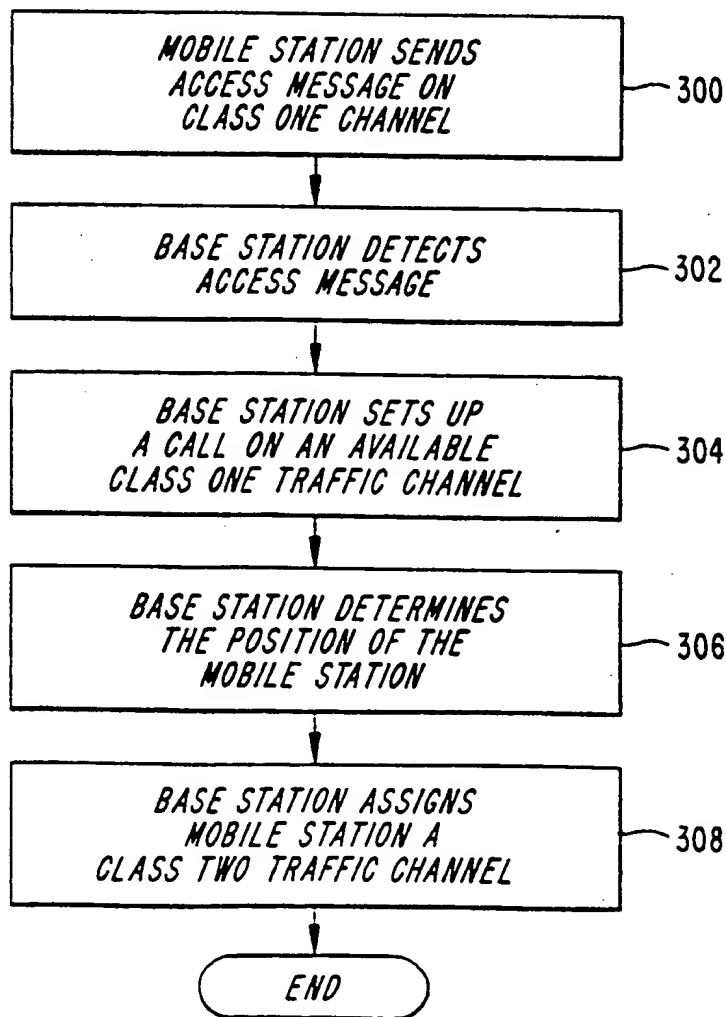 MOBILE STATION SENDS
ACCESS MESSAGE ON
CLASS ONE CHANNEL
300
BASE STATION DETECTS
ACCESS MESSAGE
302
BASE STATION SETS UP
A CALL ON AN AVAILABLE
CLASS ONE TRAFFIC CHANNEL
304
BASE STATION DETERMINES
THE POSITION OF THE
MOBILE STATION
306
BASE STATION ASSIGNS
MOBILE STATION A
CLASS TWO TRAFFIC CHANNEL
308
END